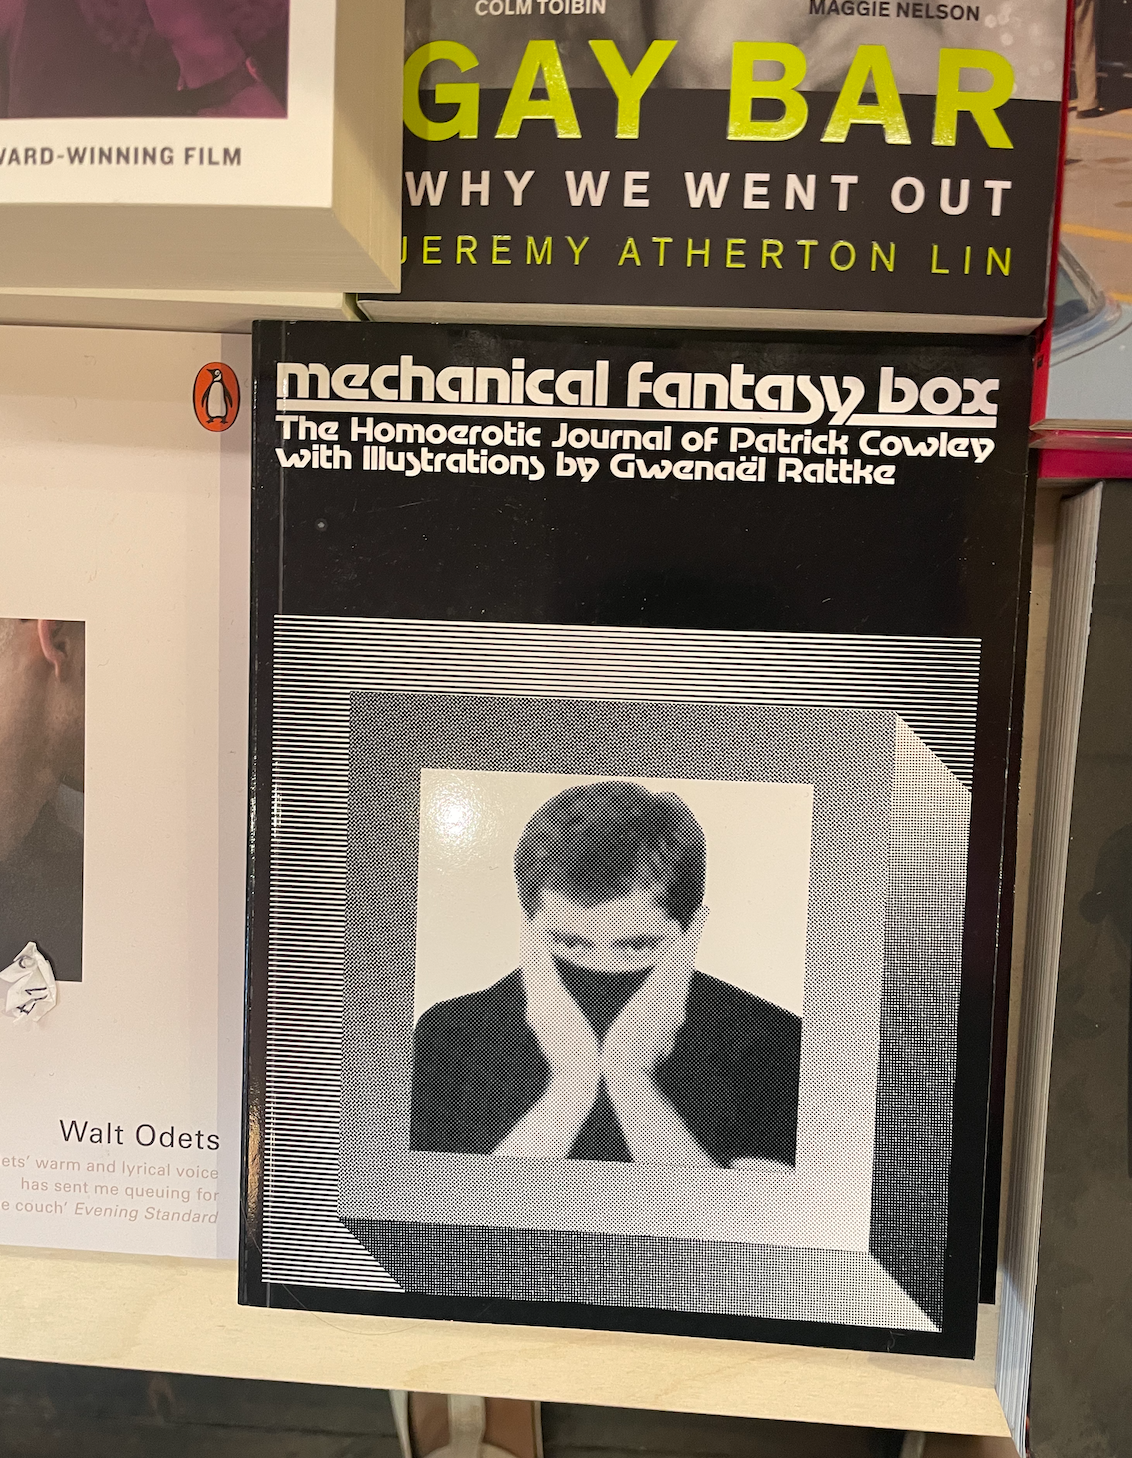 COLM TOIBIN
MAGGIE NELSON
GAY BAR
WHY WE WENT OUT
JEREMY ATHERTON LIN
WARD-WINNING FILM
mechanical fantasy box
The Homoerotic Journal of Patrick Cowley
with Illustrations by Gwenaël Rattke
Walt Odets
ets' warm and lyrical voice
has sent me queuing for
e couch' Evening Standard